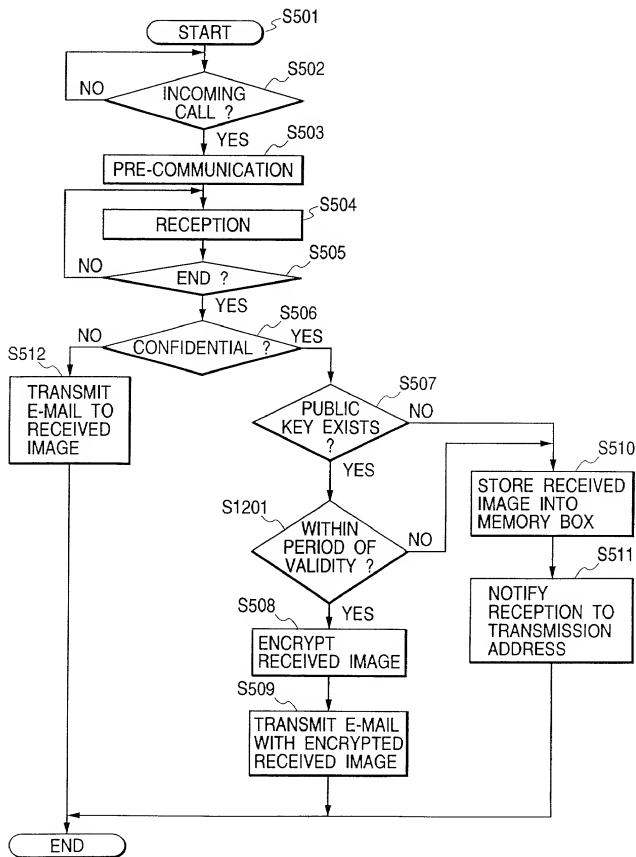 START
S501
S502
NO
INCOMING
CALL ?
YES
S503
PRE-COMMUNICATION
S504
RECEPTION
S505
NO
END ?
YES
S506
NO
CONFIDENTIAL ?
YES
S512
TRANSMIT
E-MAIL TO
RECEIVED
IMAGE
S507
PUBLIC
KEY EXISTS
?
NO
YES
S510
STORE RECEIVED
IMAGE INTO
MEMORY BOX
S1201
WITHIN
PERIOD OF
VALIDITY ?
NO
YES
S511
NOTIFY
RECEPTION TO
TRANSMISSION
ADDRESS
S508
ENCRYPT
RECEIVED IMAGE
S509
TRANSMIT E-MAIL
WITH ENCRYPTED
RECEIVED IMAGE
END